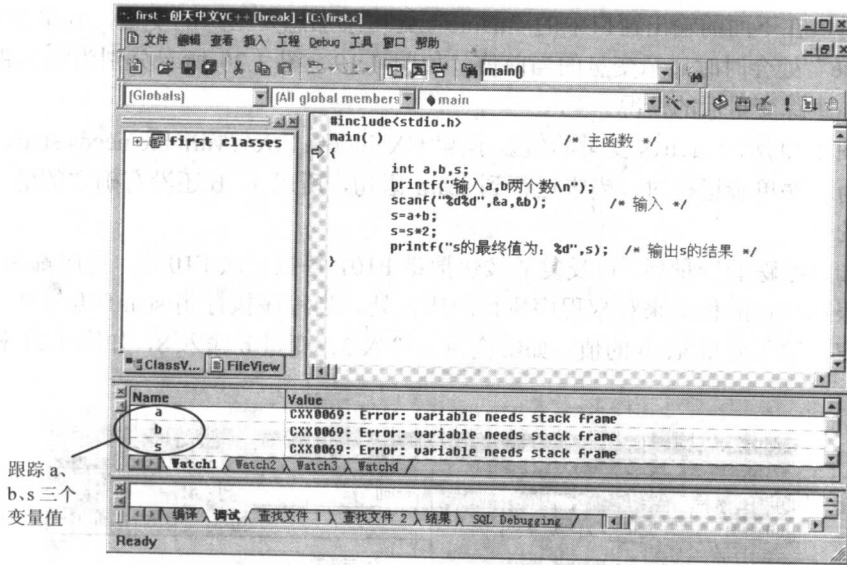 first - 创天中文VC++ [break] - [C:\first.c]
文件 编辑 查看 插入 工程 Debug 工具 窗口 帮助
main()
(Globals) (All global members main
first classes
#include<stdio.h>
main( ) /* 主函数 */
{
int a,b,s;
printf("输入a,b两个数\n");
scanf("%d%d",&a,&b); /* 输入 */
s=a+b;
s=s*2;
printf("s的最终值为：%d",s); /* 输出s的结果 */
}
ClassV... FileView
Name Value
a CXX0069: Error: variable needs stack frame
b CXX0069: Error: variable needs stack frame
s CXX0069: Error: variable needs stack frame
Watch1 Watch2 Watch3 Watch4
跟踪 a、
b、s 三个
变量值
编译 调试 查找文件 1 查找文件 2 结果 SQL Debugging
Ready